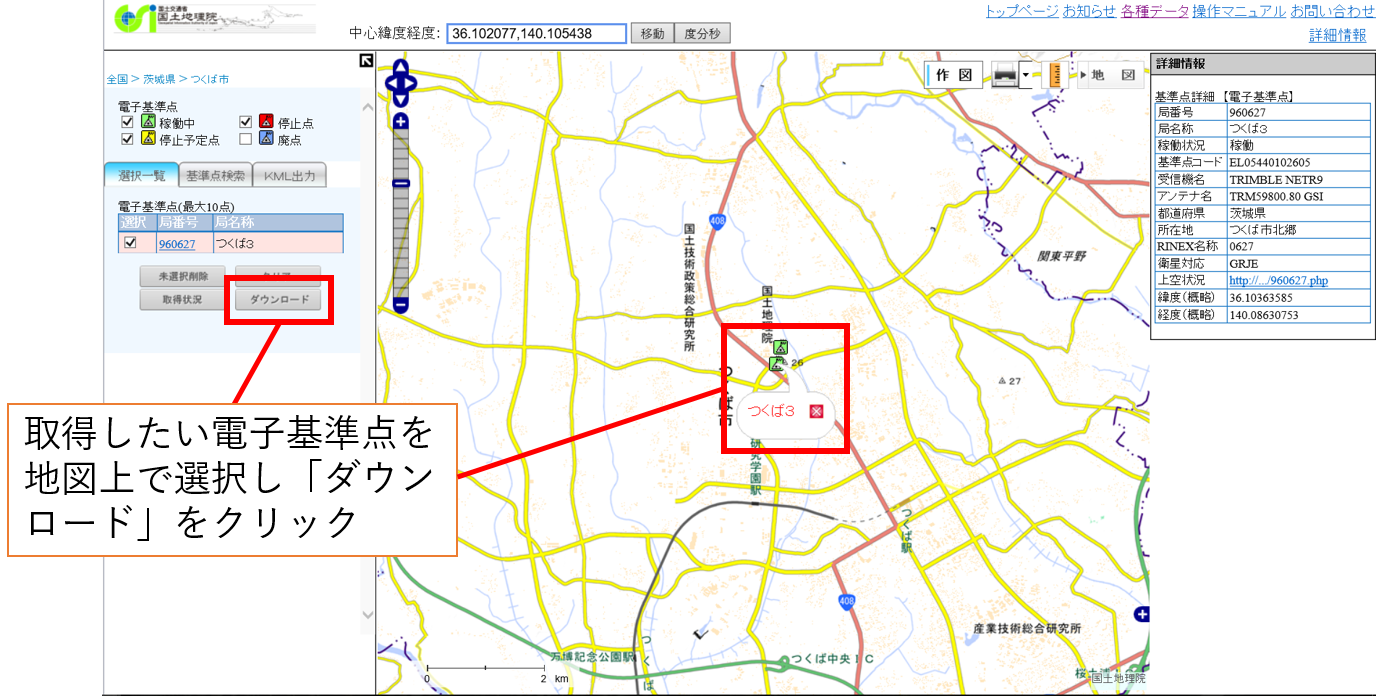 国土交通省
国土地理院
中心緯度経度: 36.102077,140.105438 移動 度分秒
トップページ お知らせ 各種データ 操作マニュアル お問い合わせ
詳細情報
全国 > 茨城県 > つくば市
電子基準点
稼働中 停止点
停止予定点 廃点
選択一覧 基準点検索 KML出力
電子基準点(最大10点)
選択 局番号 局名称
960627 つくば3
未選択削除 クリア
取得状況 ダウンロード
取得したい電子基準点を
地図上で選択し「ダウン
ロード」をクリック
作 図
地 図
408
国土技術政策総合研究所
国土地理院
関東平野
26
27
つくば市
つくば3
研究学園駅
つくば駅
408
産業技術総合研究所
万博記念公園駅
つくば
つくば中央IC
国土地理院
0 2 km
詳細情報
基準点詳細 【電子基準点】
局番号 960627
局名称 つくば3
稼働状況 稼働
基準点コード EL05440102605
受信機名 TRIMBLE NETR9
アンテナ名 TRM59800.80 GSI
都道府県 茨城県
所在地 つくば市北郷
RINEX名称 0627
衛星対応 GRJE
上空状況 http://.../960627.php
緯度(概略) 36.10363585
経度(概略) 140.08630753